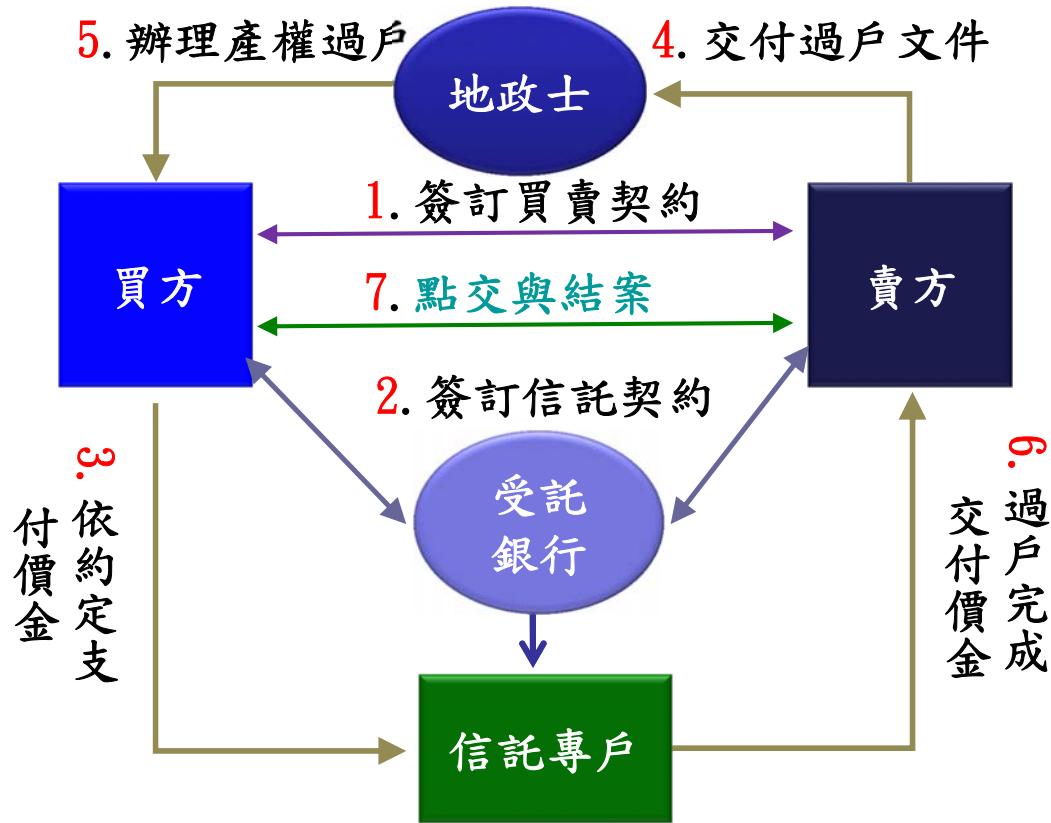 5.辦理產權過戶
4.交付過戶文件
地政士
1.簽訂買賣契約
買方
賣方
7.點交與結案
2.簽訂信託契約
受託
銀行
3.依約定支
付價金
6.過戶完成
交付價金
信託專戶